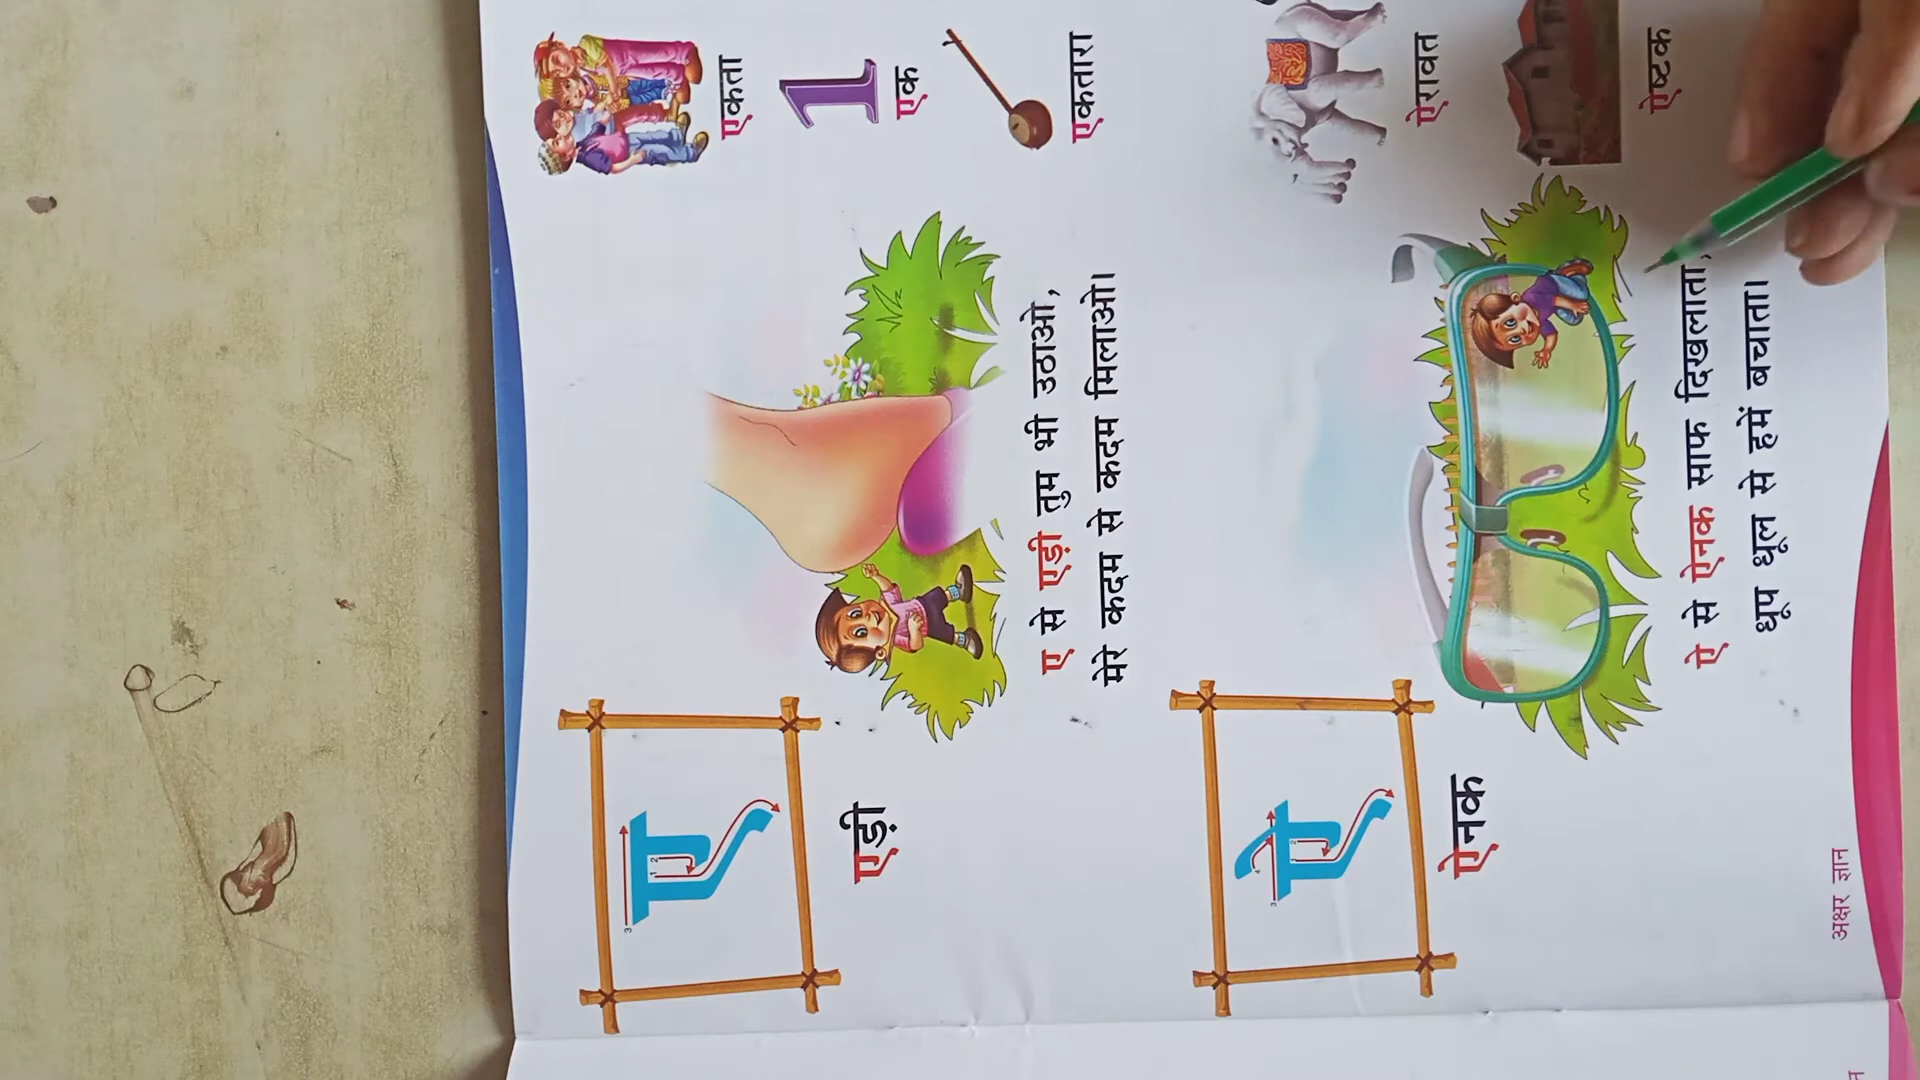 ए
एड़ी
ए से एड़ी तुम भी उठाओ,
मेरे कदम से कदम मिलाओ।
एकता
1
एक
एकतारा
ऐ
ऐनक
ऐ से ऐनक साफ दिखलाता,
धूप धूल से हमें बचाता।
ऐरावत
ऐष्टक
अक्षर ज्ञान